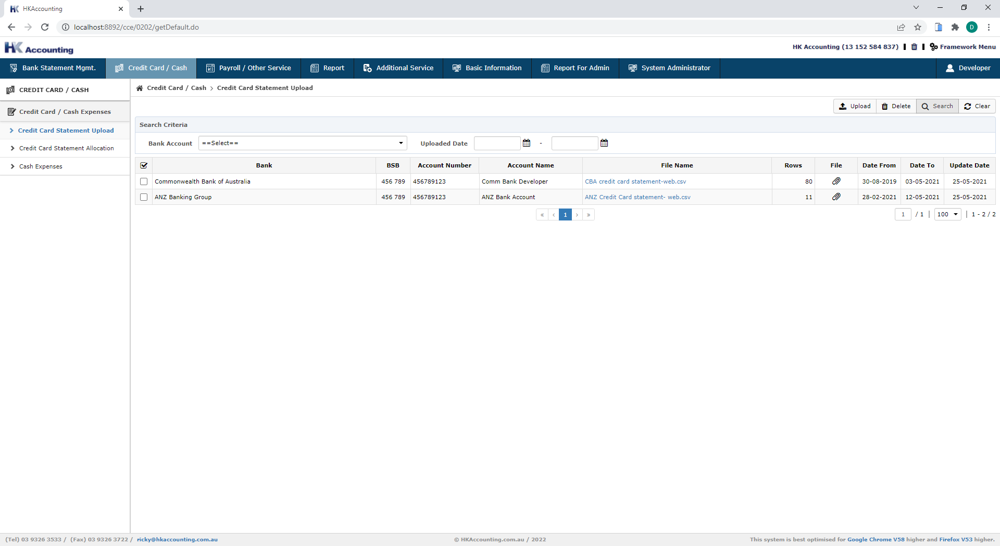 HKAccounting
localhost:8892/cce/0202/getDefault.do
D
HK Accounting
HK Accounting (13 152 584 837)
Framework Menu
Bank Statement Mgmt.
Credit Card / Cash
Payroll / Other Service
Report
Additional Service
Basic Information
Report For Admin
System Administrator
Developer
CREDIT CARD / CASH
Credit Card / Cash Expenses
Credit Card Statement Upload
Credit Card Statement Allocation
Cash Expenses
Credit Card / Cash > Credit Card Statement Upload
Upload Delete Search Clear
Search Criteria
Bank Account ==Select== Uploaded Date -
Bank BSB Account Number Account Name File Name Rows File Date From Date To Update Date
Commonwealth Bank of Australia 456 789 456789123 Comm Bank Developer CBA credit card statement-web.csv 80 30-08-2019 03-05-2021 25-05-2021
ANZ Banking Group 456 789 456789123 ANZ Bank Account ANZ Credit Card statement- web.csv 11 28-02-2021 12-05-2021 25-05-2021
« ‹ 1 › »
1 / 1 | 100 | 1 - 2 / 2
(Tel) 03 9326 3533 / (Fax) 03 9326 3722 / ricky@hkaccounting.com.au
© HKAccounting.com.au / 2022
This system is best optimised for Google Chrome V58 higher and Firefox V53 higher.